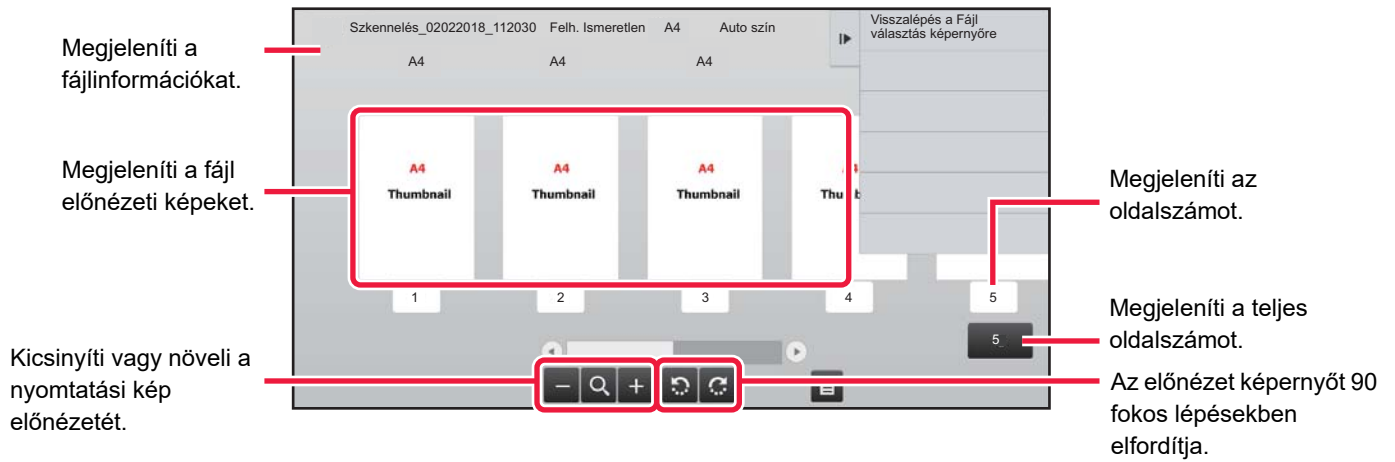 Megjeleníti a
fájlinformációkat.
Szkennelés_02022018_112030 Felh. Ismeretlen A4 Auto szín
Visszalépés a Fájl
választás képernyőre
A4 A4 A4
Megjeleníti a fájl
előnézeti képeket.
A4 A4 A4
Thumbnail Thumbnail Thumbnail
Megjeleníti az
oldalszámot.
1 2 3 4 5
Megjeleníti a teljes
oldalszámot.
5
Kicsinyíti vagy növeli a
nyomtatási kép
előnézetét.
Az előnézet képernyőt 90
fokos lépésekben
elfordítja.